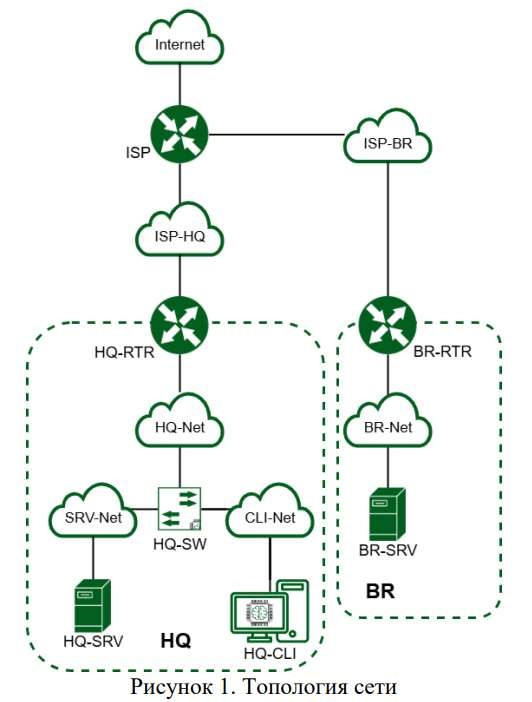 Internet
ISP
ISP-BR
ISP-HQ
HQ-RTR
BR-RTR
HQ-Net
BR-Net
SRV-Net
CLI-Net
HQ-SW
BR-SRV
BR
HQ-SRV
HQ
HQ-CLI
Рисунок 1. Топология сети